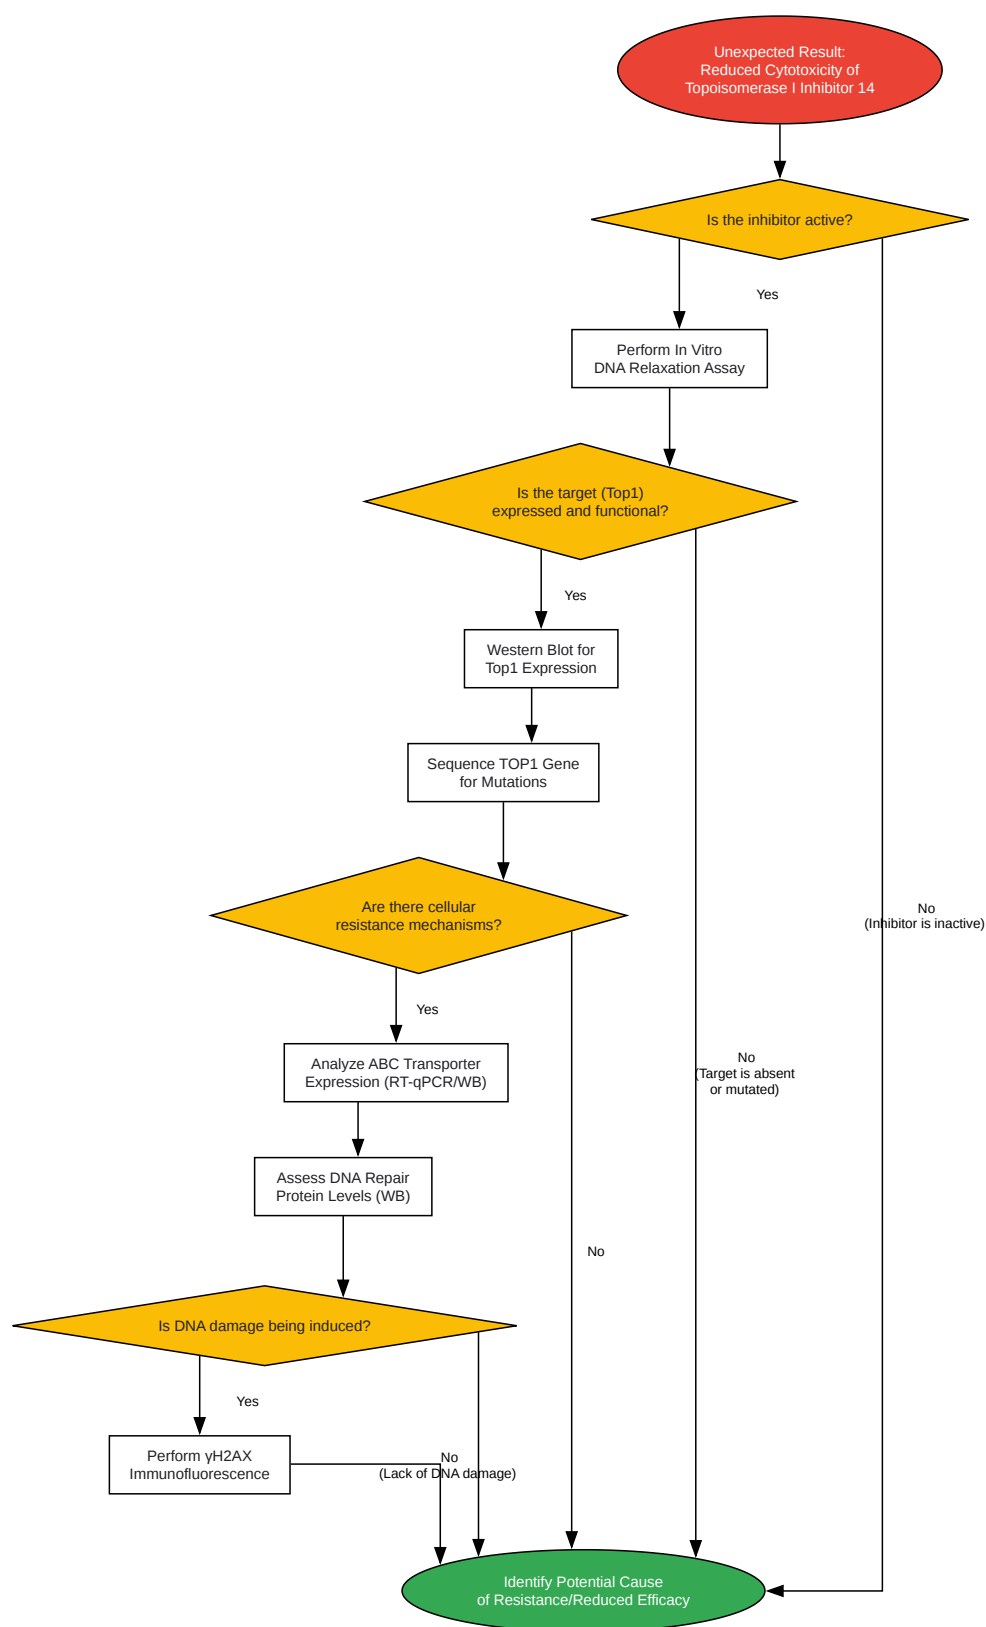 Unexpected Result:
Reduced Cytotoxicity of
Topoisomerase I Inhibitor 14
Is the inhibitor active?
Yes
Perform In Vitro
DNA Relaxation Assay
Is the target (Top1)
expressed and functional?
Yes
Western Blot for
Top1 Expression
Sequence TOP1 Gene
for Mutations
Are there cellular
resistance mechanisms?
No
(Inhibitor is inactive)
Yes
Analyze ABC Transporter
Expression (RT-qPCR/WB)
No
(Target is absent
or mutated)
Assess DNA Repair
Protein Levels (WB)
No
Is DNA damage being induced?
Yes
Perform γH2AX
Immunofluorescence
No
(Lack of DNA damage)
Identify Potential Cause
of Resistance/Reduced Efficacy